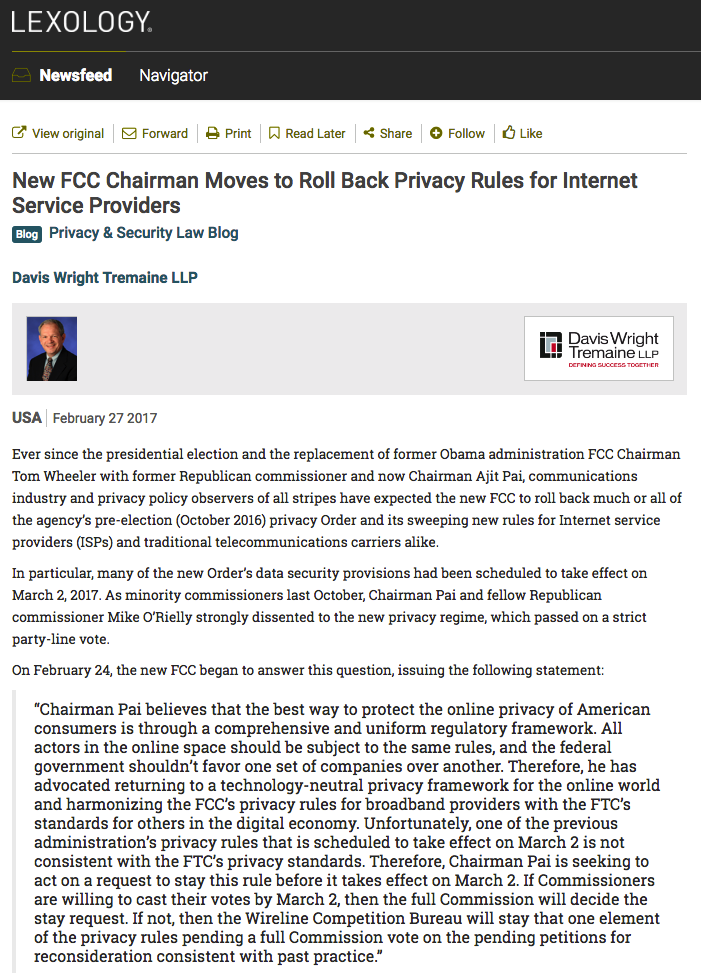 LEXOLOGY.
Newsfeed Navigator
View original Forward Print Read Later Share Follow Like
New FCC Chairman Moves to Roll Back Privacy Rules for Internet
Service Providers
Blog Privacy & Security Law Blog
Davis Wright Tremaine LLP
Davis Wright
Tremaine LLP
DEFINING SUCCESS TOGETHER
USA February 27 2017
Ever since the presidential election and the replacement of former Obama administration FCC Chairman
Tom Wheeler with former Republican commissioner and now Chairman Ajit Pai, communications
industry and privacy policy observers of all stripes have expected the new FCC to roll back much or all of
the agency’s pre-election (October 2016) privacy Order and its sweeping new rules for Internet service
providers (ISPs) and traditional telecommunications carriers alike.
In particular, many of the new Order’s data security provisions had been scheduled to take effect on
March 2, 2017. As minority commissioners last October, Chairman Pai and fellow Republican
commissioner Mike O’Rielly strongly dissented to the new privacy regime, which passed on a strict
party-line vote.
On February 24, the new FCC began to answer this question, issuing the following statement:
“Chairman Pai believes that the best way to protect the online privacy of American
consumers is through a comprehensive and uniform regulatory framework. All
actors in the online space should be subject to the same rules, and the federal
government shouldn’t favor one set of companies over another. Therefore, he has
advocated returning to a technology-neutral privacy framework for the online world
and harmonizing the FCC’s privacy rules for broadband providers with the FTC’s
standards for others in the digital economy. Unfortunately, one of the previous
administration’s privacy rules that is scheduled to take effect on March 2 is not
consistent with the FTC’s privacy standards. Therefore, Chairman Pai is seeking to
act on a request to stay this rule before it takes effect on March 2. If Commissioners
are willing to cast their votes by March 2, then the full Commission will decide the
stay request. If not, then the Wireline Competition Bureau will stay that one element
of the privacy rules pending a full Commission vote on the pending petitions for
reconsideration consistent with past practice.”